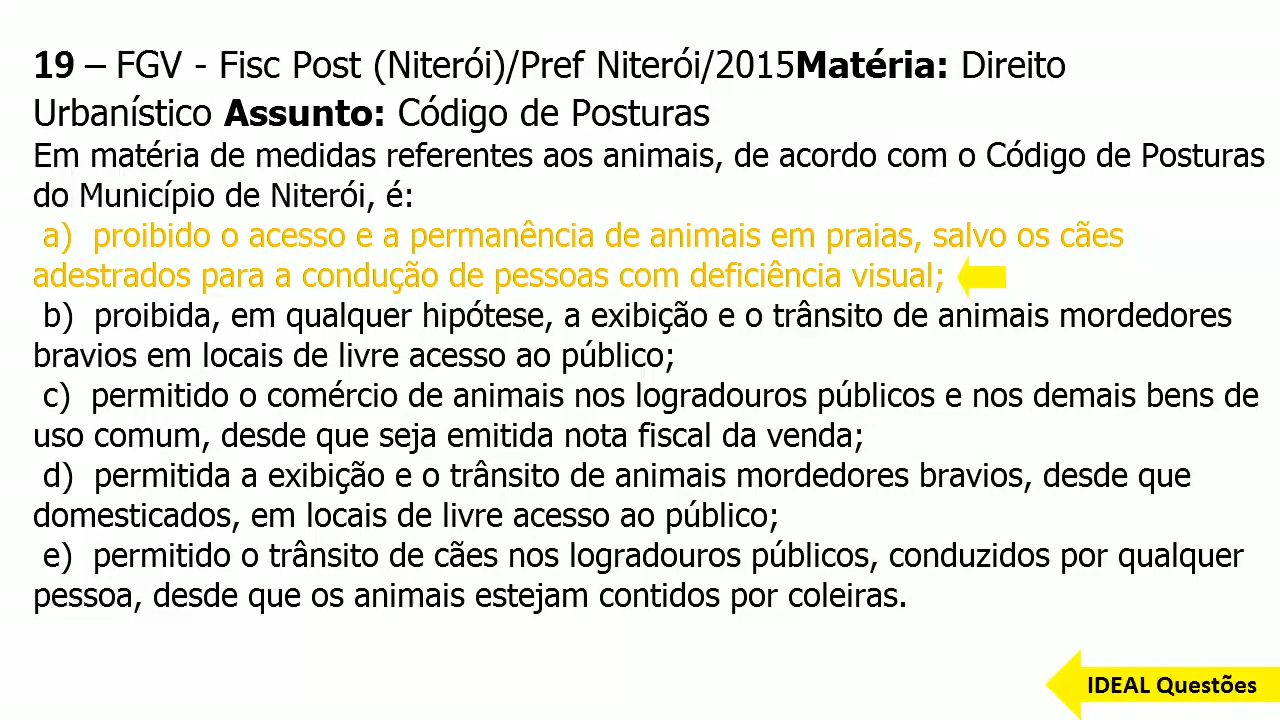 19 – FGV - Fisc Post (Niterói)/Pref Niterói/2015Matéria: Direito
Urbanístico Assunto: Código de Posturas
Em matéria de medidas referentes aos animais, de acordo com o Código de Posturas
do Município de Niterói, é:
a) proibido o acesso e a permanência de animais em praias, salvo os cães
adestrados para a condução de pessoas com deficiência visual;
b) proibida, em qualquer hipótese, a exibição e o trânsito de animais mordedores
bravios em locais de livre acesso ao público;
c) permitido o comércio de animais nos logradouros públicos e nos demais bens de
uso comum, desde que seja emitida nota fiscal da venda;
d) permitida a exibição e o trânsito de animais mordedores bravios, desde que
domesticados, em locais de livre acesso ao público;
e) permitido o trânsito de cães nos logradouros públicos, conduzidos por qualquer
pessoa, desde que os animais estejam contidos por coleiras.
IDEAL Questões